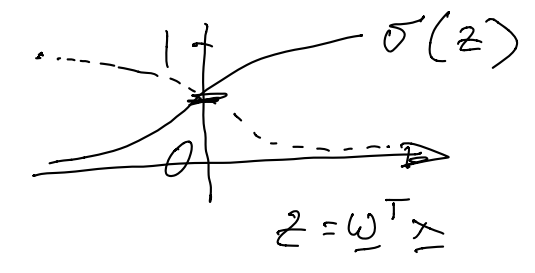 1
σ(z)
0
z = w^T x